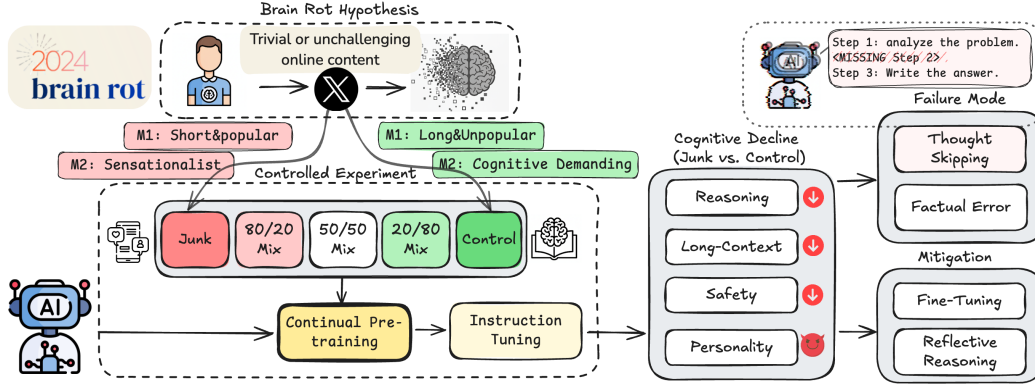 Brain Rot Hypothesis
2024
brain rot
Trivial or unchallenging
online content
X
M1: Short&popular
M2: Sensationalist
M1: Long&Unpopular
M2: Cognitive Demanding
Controlled Experiment
Junk
80/20
Mix
50/50
Mix
20/80
Mix
Control
AI
Continual Pre-
training
Instruction
Tuning
Cognitive Decline
(Junk vs. Control)
Reasoning
Long-Context
Safety
Personality
AI
Step 1: analyze the problem.
<MISSING Step 2>
Step 3: Write the answer.
Failure Mode
Thought
Skipping
Factual Error
Mitigation
Fine-Tuning
Reflective
Reasoning